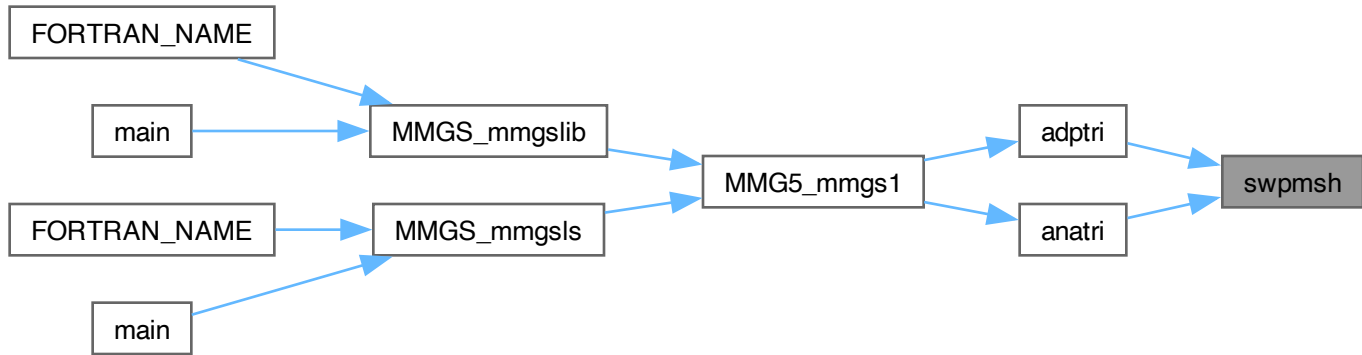 FORTRAN_NAME
main
MMGS_mmgslib
adptri
MMG5_mmgs1
swpmsh
FORTRAN_NAME
MMGS_mmgsls
anatri
main